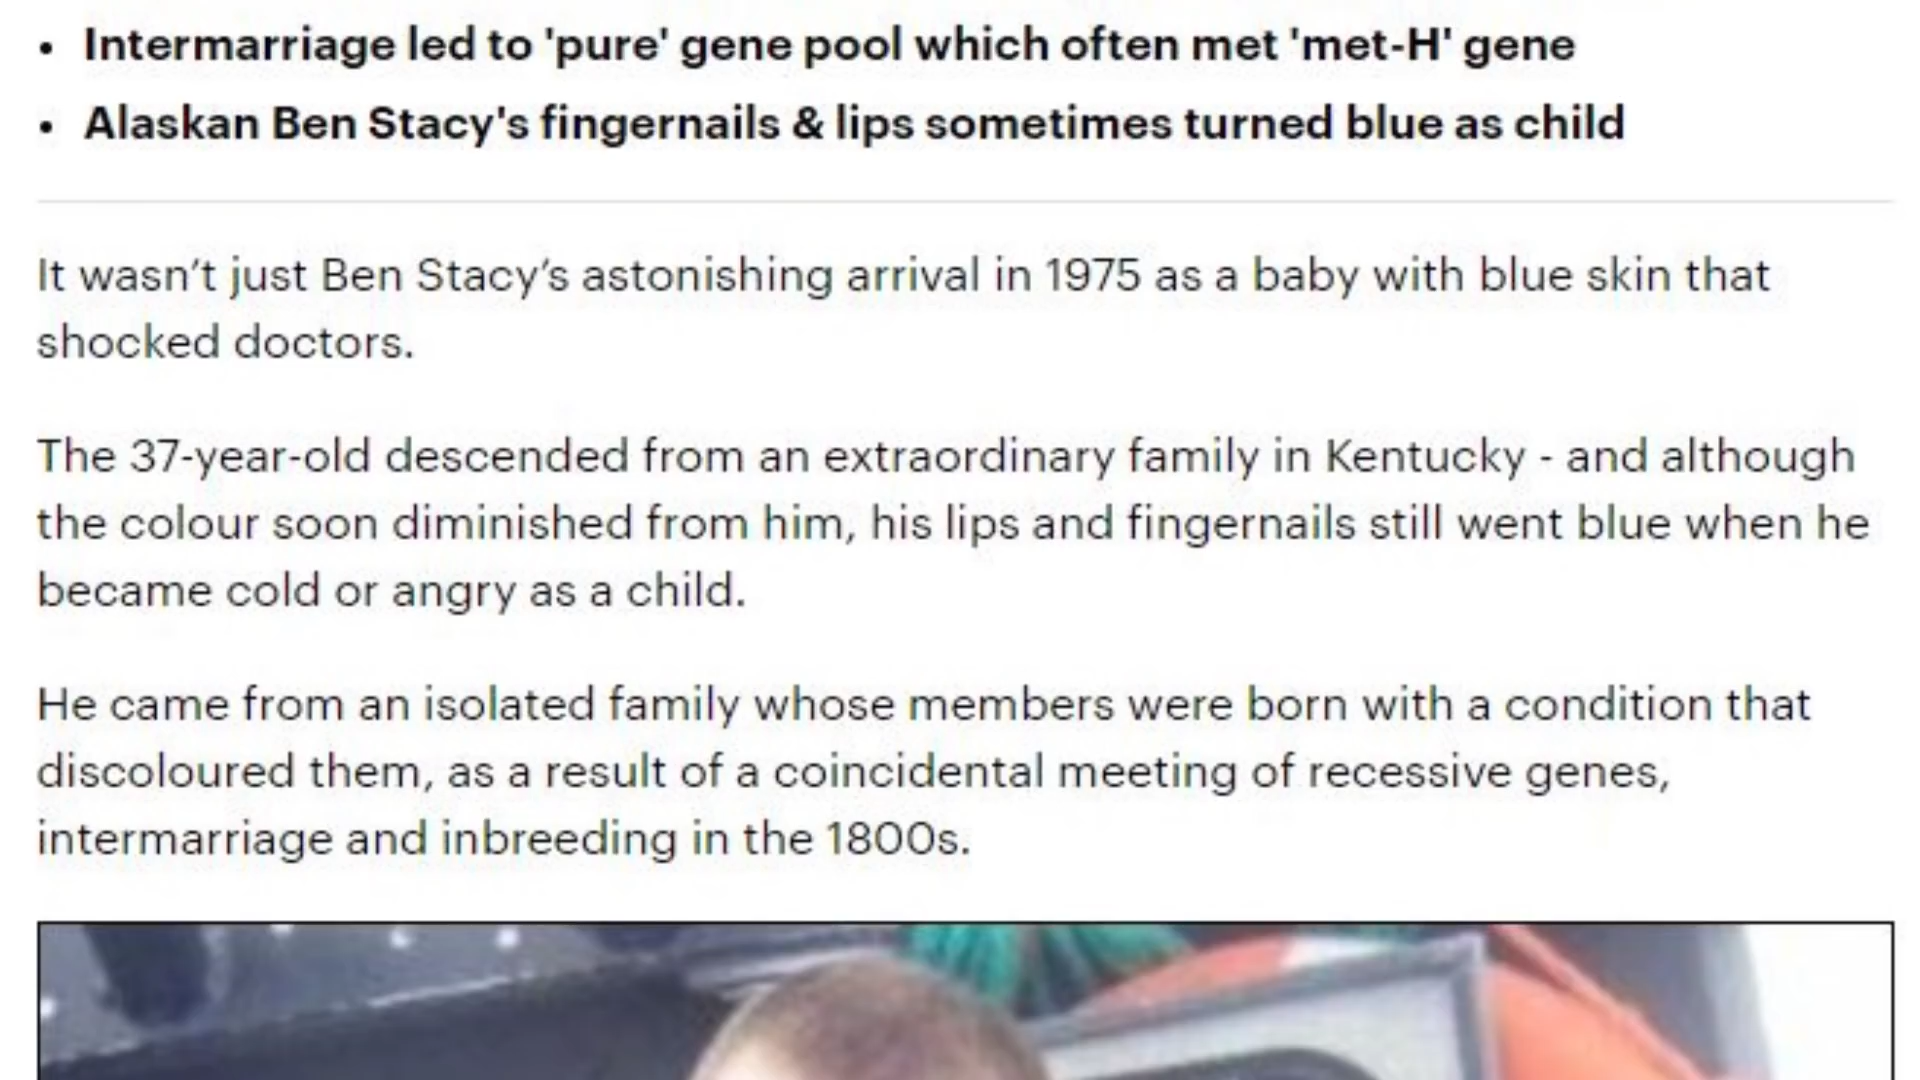 • Intermarriage led to 'pure' gene pool which often met 'met-H' gene
• Alaskan Ben Stacy's fingernails & lips sometimes turned blue as child
It wasn’t just Ben Stacy’s astonishing arrival in 1975 as a baby with blue skin that
shocked doctors.
The 37-year-old descended from an extraordinary family in Kentucky - and although
the colour soon diminished from him, his lips and fingernails still went blue when he
became cold or angry as a child.
He came from an isolated family whose members were born with a condition that
discoloured them, as a result of a coincidental meeting of recessive genes,
intermarriage and inbreeding in the 1800s.